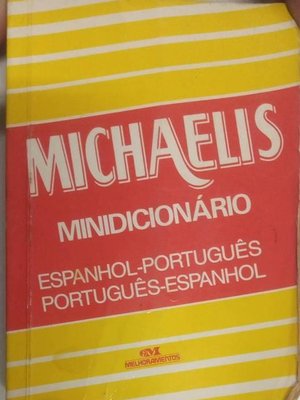 MICHAELIS
MINIDICIONÁRIO
ESPANHOL-PORTUGUÊS
PORTUGUÊS-ESPANHOL
MELHORAMENTOS